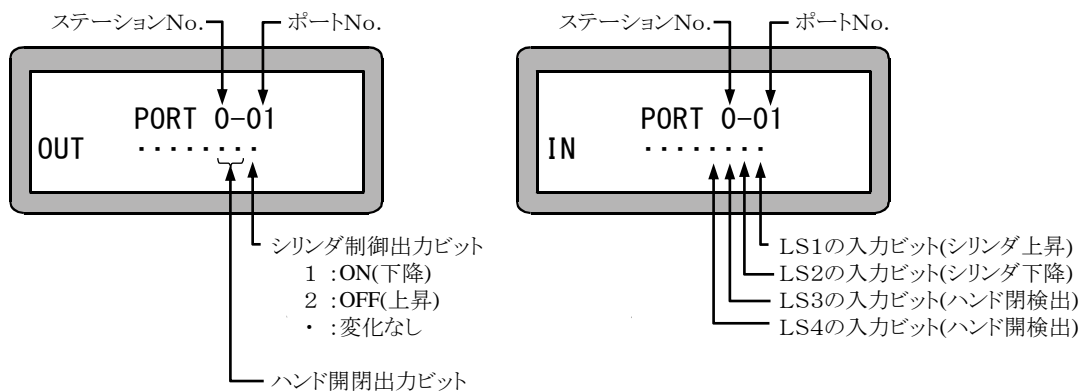 ステーションNo.
ポートNo.
PORT 0-01
OUT ・・・・・・・・
シリンダ制御出力ビット
1 :ON(下降)
2 :OFF(上昇)
・ :変化なし
ハンド開閉出力ビット
ステーションNo.
ポートNo.
PORT 0-01
IN ・・・・・・・・
LS1の入力ビット(シリンダ上昇)
LS2の入力ビット(シリンダ下降)
LS3の入力ビット(ハンド閉検出)
LS4の入力ビット(ハンド開検出)